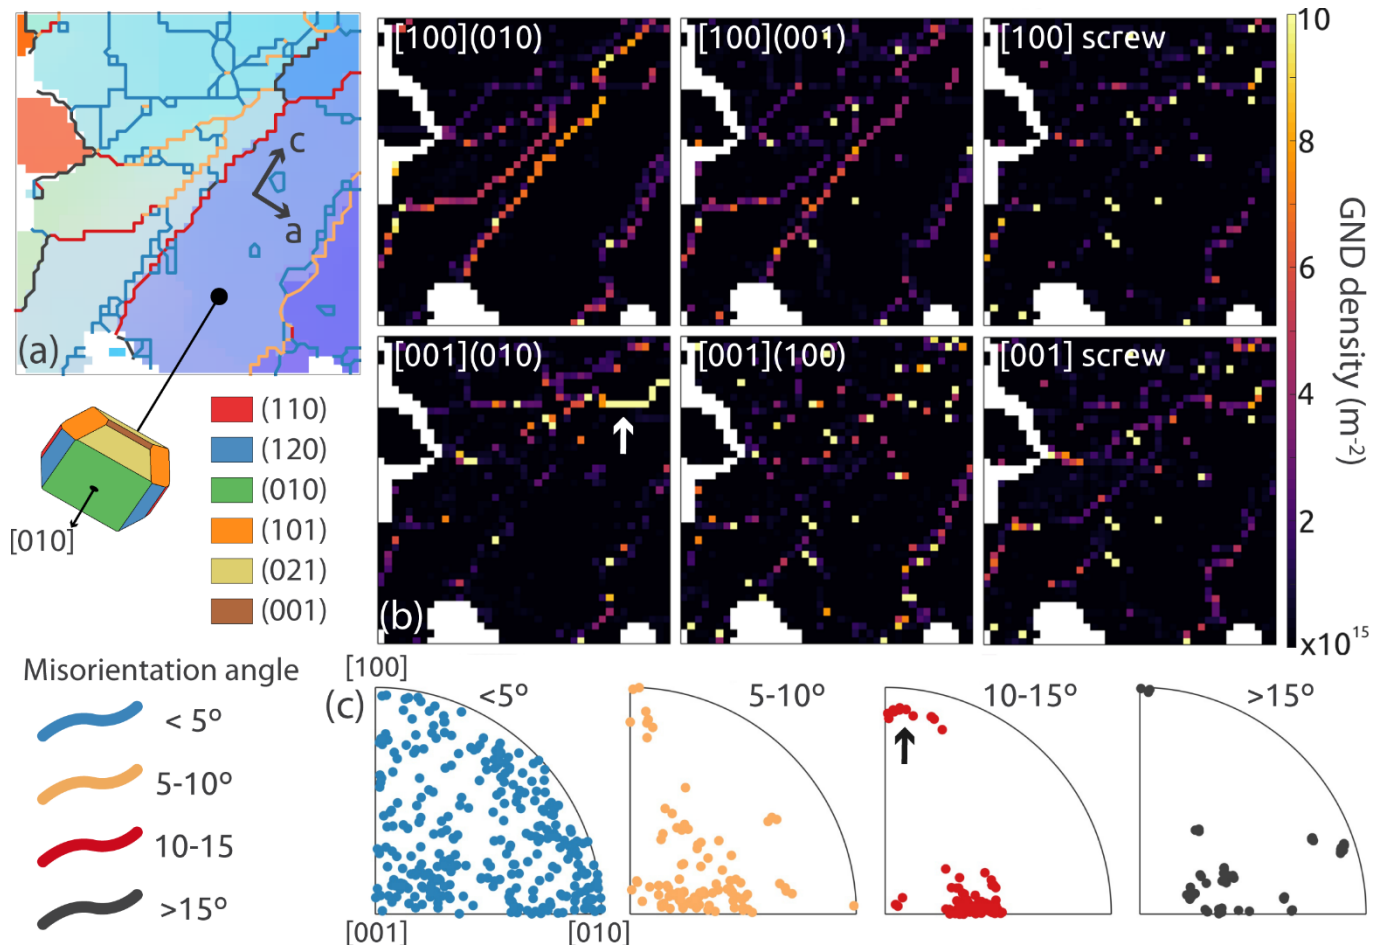 [100](010)
[100](001)
[100] screw
10
8
6
4
2
x10¹⁵
GND density (m⁻²)
c
a
(a)
[001](010)
[001](100)
[001] screw
(b)
[010]
(110)
(120)
(010)
(101)
(021)
(001)
Misorientation angle
< 5°
5-10°
10-15
>15°
(c)
[100]
<5°
5-10°
10-15°
>15°
[001]
[010]